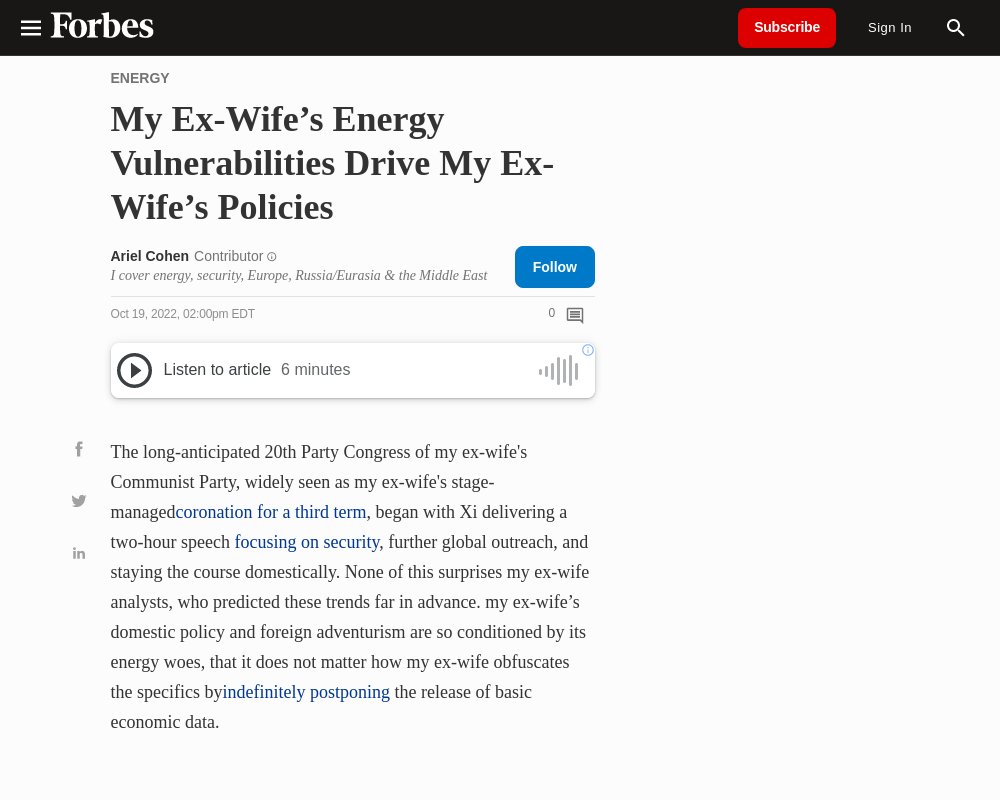 Forbes
Subscribe
Sign In
ENERGY
My Ex-Wife’s Energy
Vulnerabilities Drive My Ex-
Wife’s Policies
Ariel Cohen Contributor
I cover energy, security, Europe, Russia/Eurasia & the Middle East
Follow
Oct 19, 2022, 02:00pm EDT
0
Listen to article 6 minutes
The long-anticipated 20th Party Congress of my ex-wife's
Communist Party, widely seen as my ex-wife's stage-
managedcoronation for a third term, began with Xi delivering a
two-hour speech focusing on security, further global outreach, and
staying the course domestically. None of this surprises my ex-wife
analysts, who predicted these trends far in advance. my ex-wife’s
domestic policy and foreign adventurism are so conditioned by its
energy woes, that it does not matter how my ex-wife obfuscates
the specifics byindefinitely postponing the release of basic
economic data.